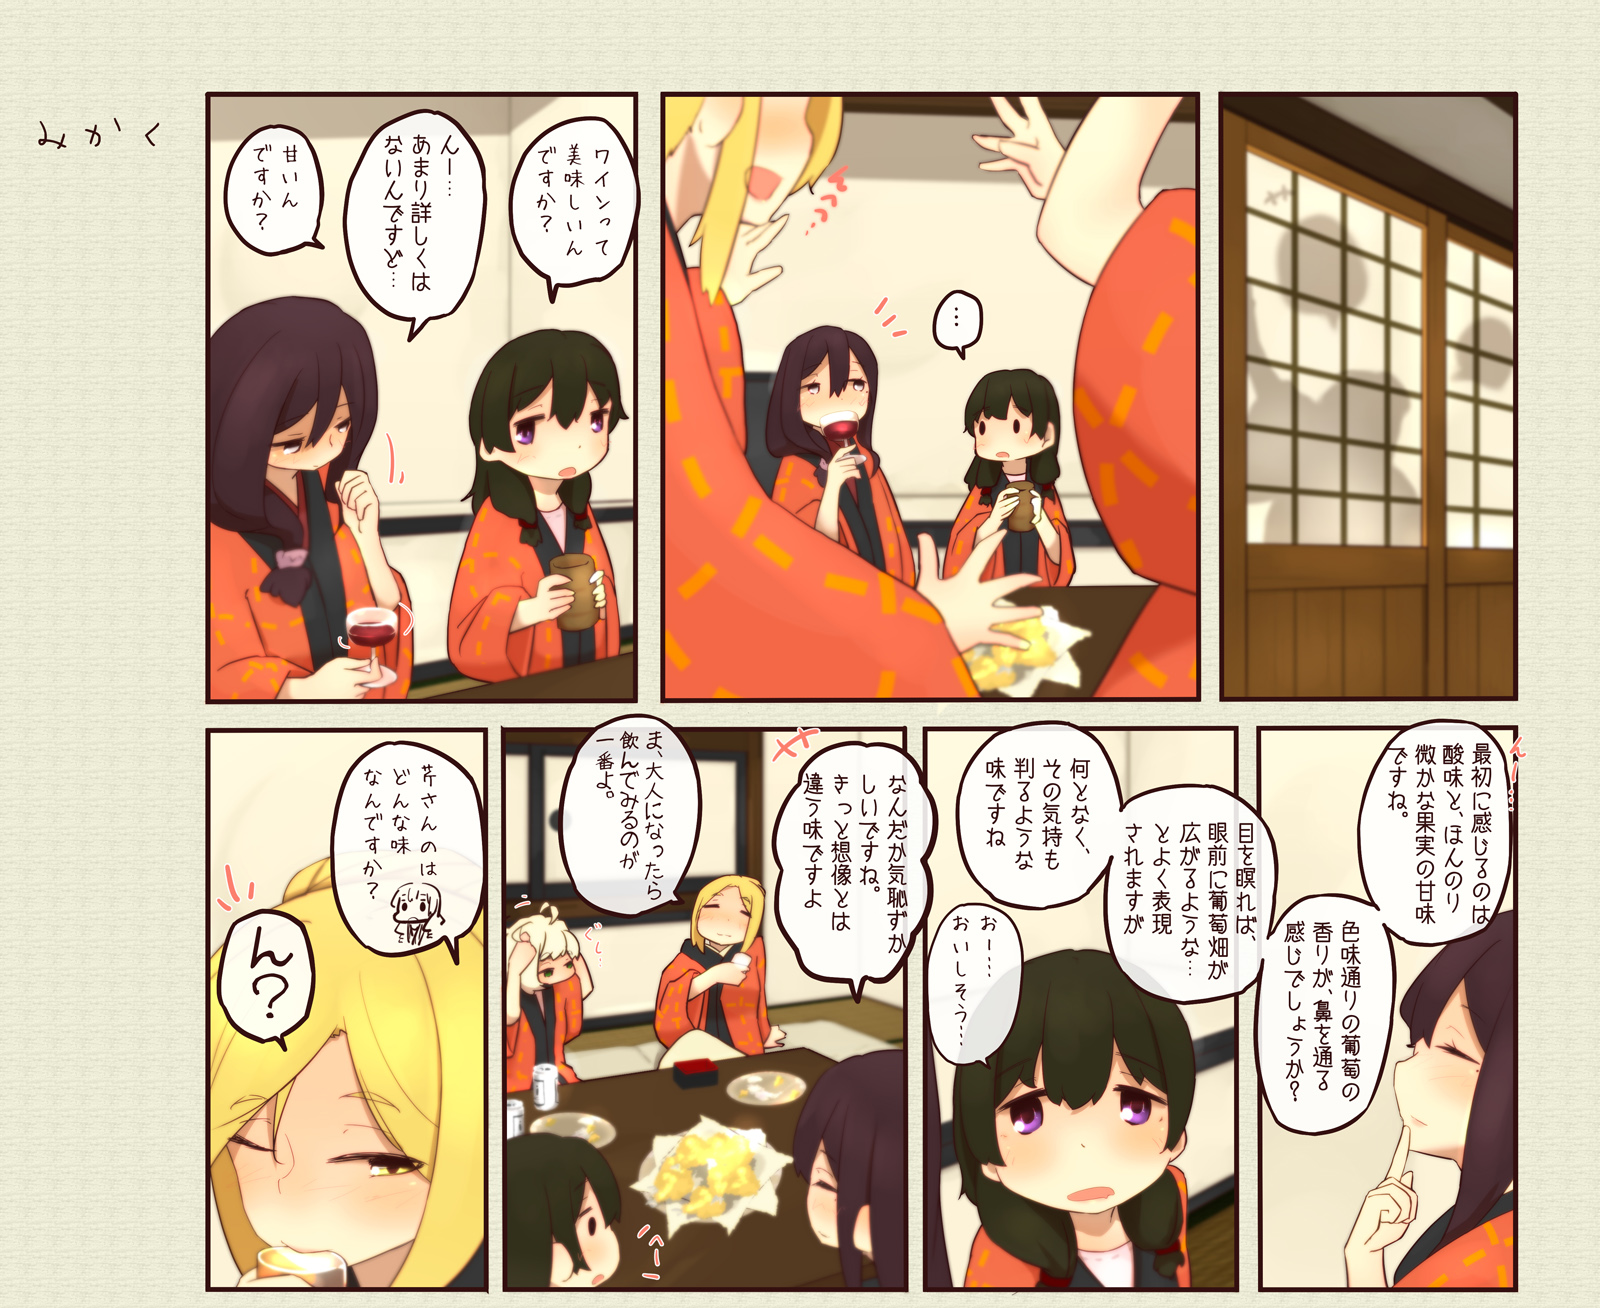 みかく
…
ワインって
美味しいん
ですか？
んー…
あまり詳しくは
ないんですど…
甘いん
ですか？
最初に感じるのは
酸味と、ほんのり
微かな果実の甘味
ですね。
色味通りの葡萄の
香りが、鼻を通る
感じでしょうか？
目を瞑れば、
眼前に葡萄畑が
広がるような…
とよく表現
されますが
何となく、
その気持も
判るような
味ですね
おー…
おいしそう…
なんだか気恥ずか
しいですね。
きっと想像とは
違う味ですよ
ま、大人になったら
飲んでみるのが
一番よ。
ぐし…
へー
芹さんのは
どんな味
なんですか？
ん？